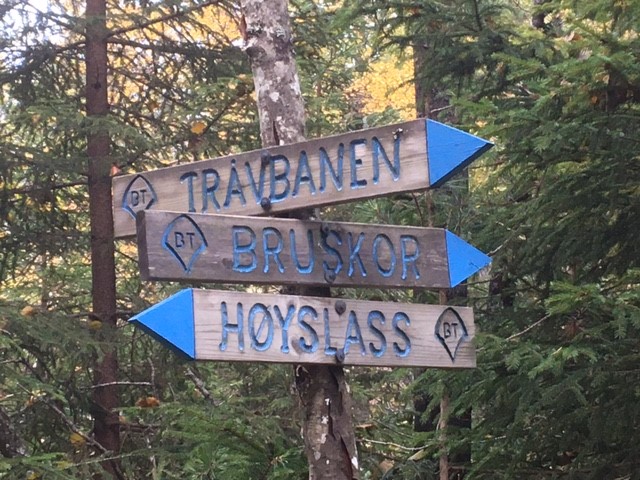 BT TRÅVBANEN
BT BRUSKOR
HØYSLASS BT